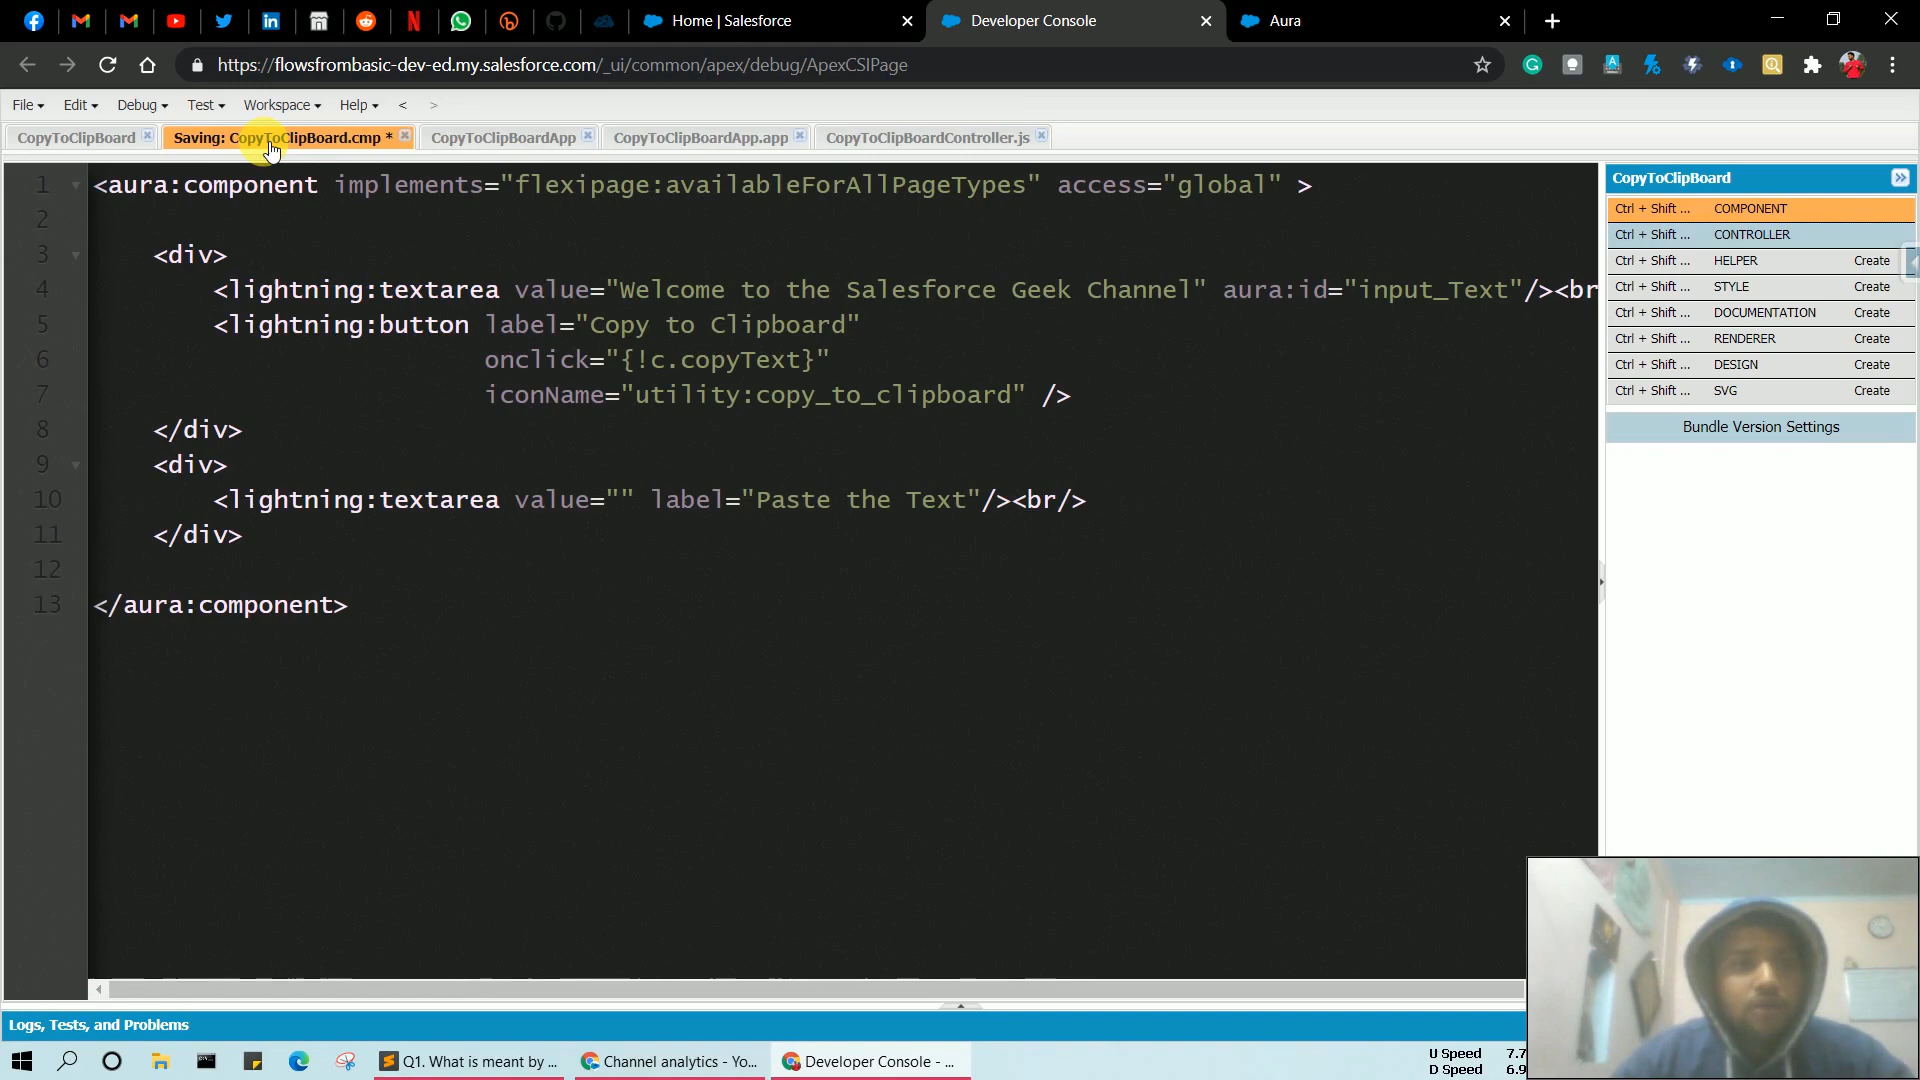 Home | Salesforce
Developer Console
Aura
https://flowsfrombasic-dev-ed.my.salesforce.com/_ui/common/apex/debug/ApexCSIPage
File Edit Debug Test Workspace Help < >
CopyToClipBoard
Saving: CopyToClipBoard.cmp *
CopyToClipBoardApp
CopyToClipBoardApp.app
CopyToClipBoardController.js
1 <aura:component implements="flexipage:availableForAllPageTypes" access="global" >
2
3 <div>
4 <lightning:textarea value="Welcome to the Salesforce Geek Channel" aura:id="input_Text"/><br
5 <lightning:button label="Copy to Clipboard"
6 onclick="{!c.copyText}"
7 iconName="utility:copy_to_clipboard" />
8 </div>
9 <div>
10 <lightning:textarea value="" label="Paste the Text"/><br/>
11 </div>
12
13 </aura:component>
CopyToClipBoard
Ctrl + Shift ... COMPONENT
Ctrl + Shift ... CONTROLLER
Ctrl + Shift ... HELPER Create
Ctrl + Shift ... STYLE Create
Ctrl + Shift ... DOCUMENTATION Create
Ctrl + Shift ... RENDERER Create
Ctrl + Shift ... DESIGN Create
Ctrl + Shift ... SVG Create
Bundle Version Settings
Logs, Tests, and Problems
Q1. What is meant by ...
Channel analytics - Yo...
Developer Console - ...
U Speed 7.7
D Speed 6.9